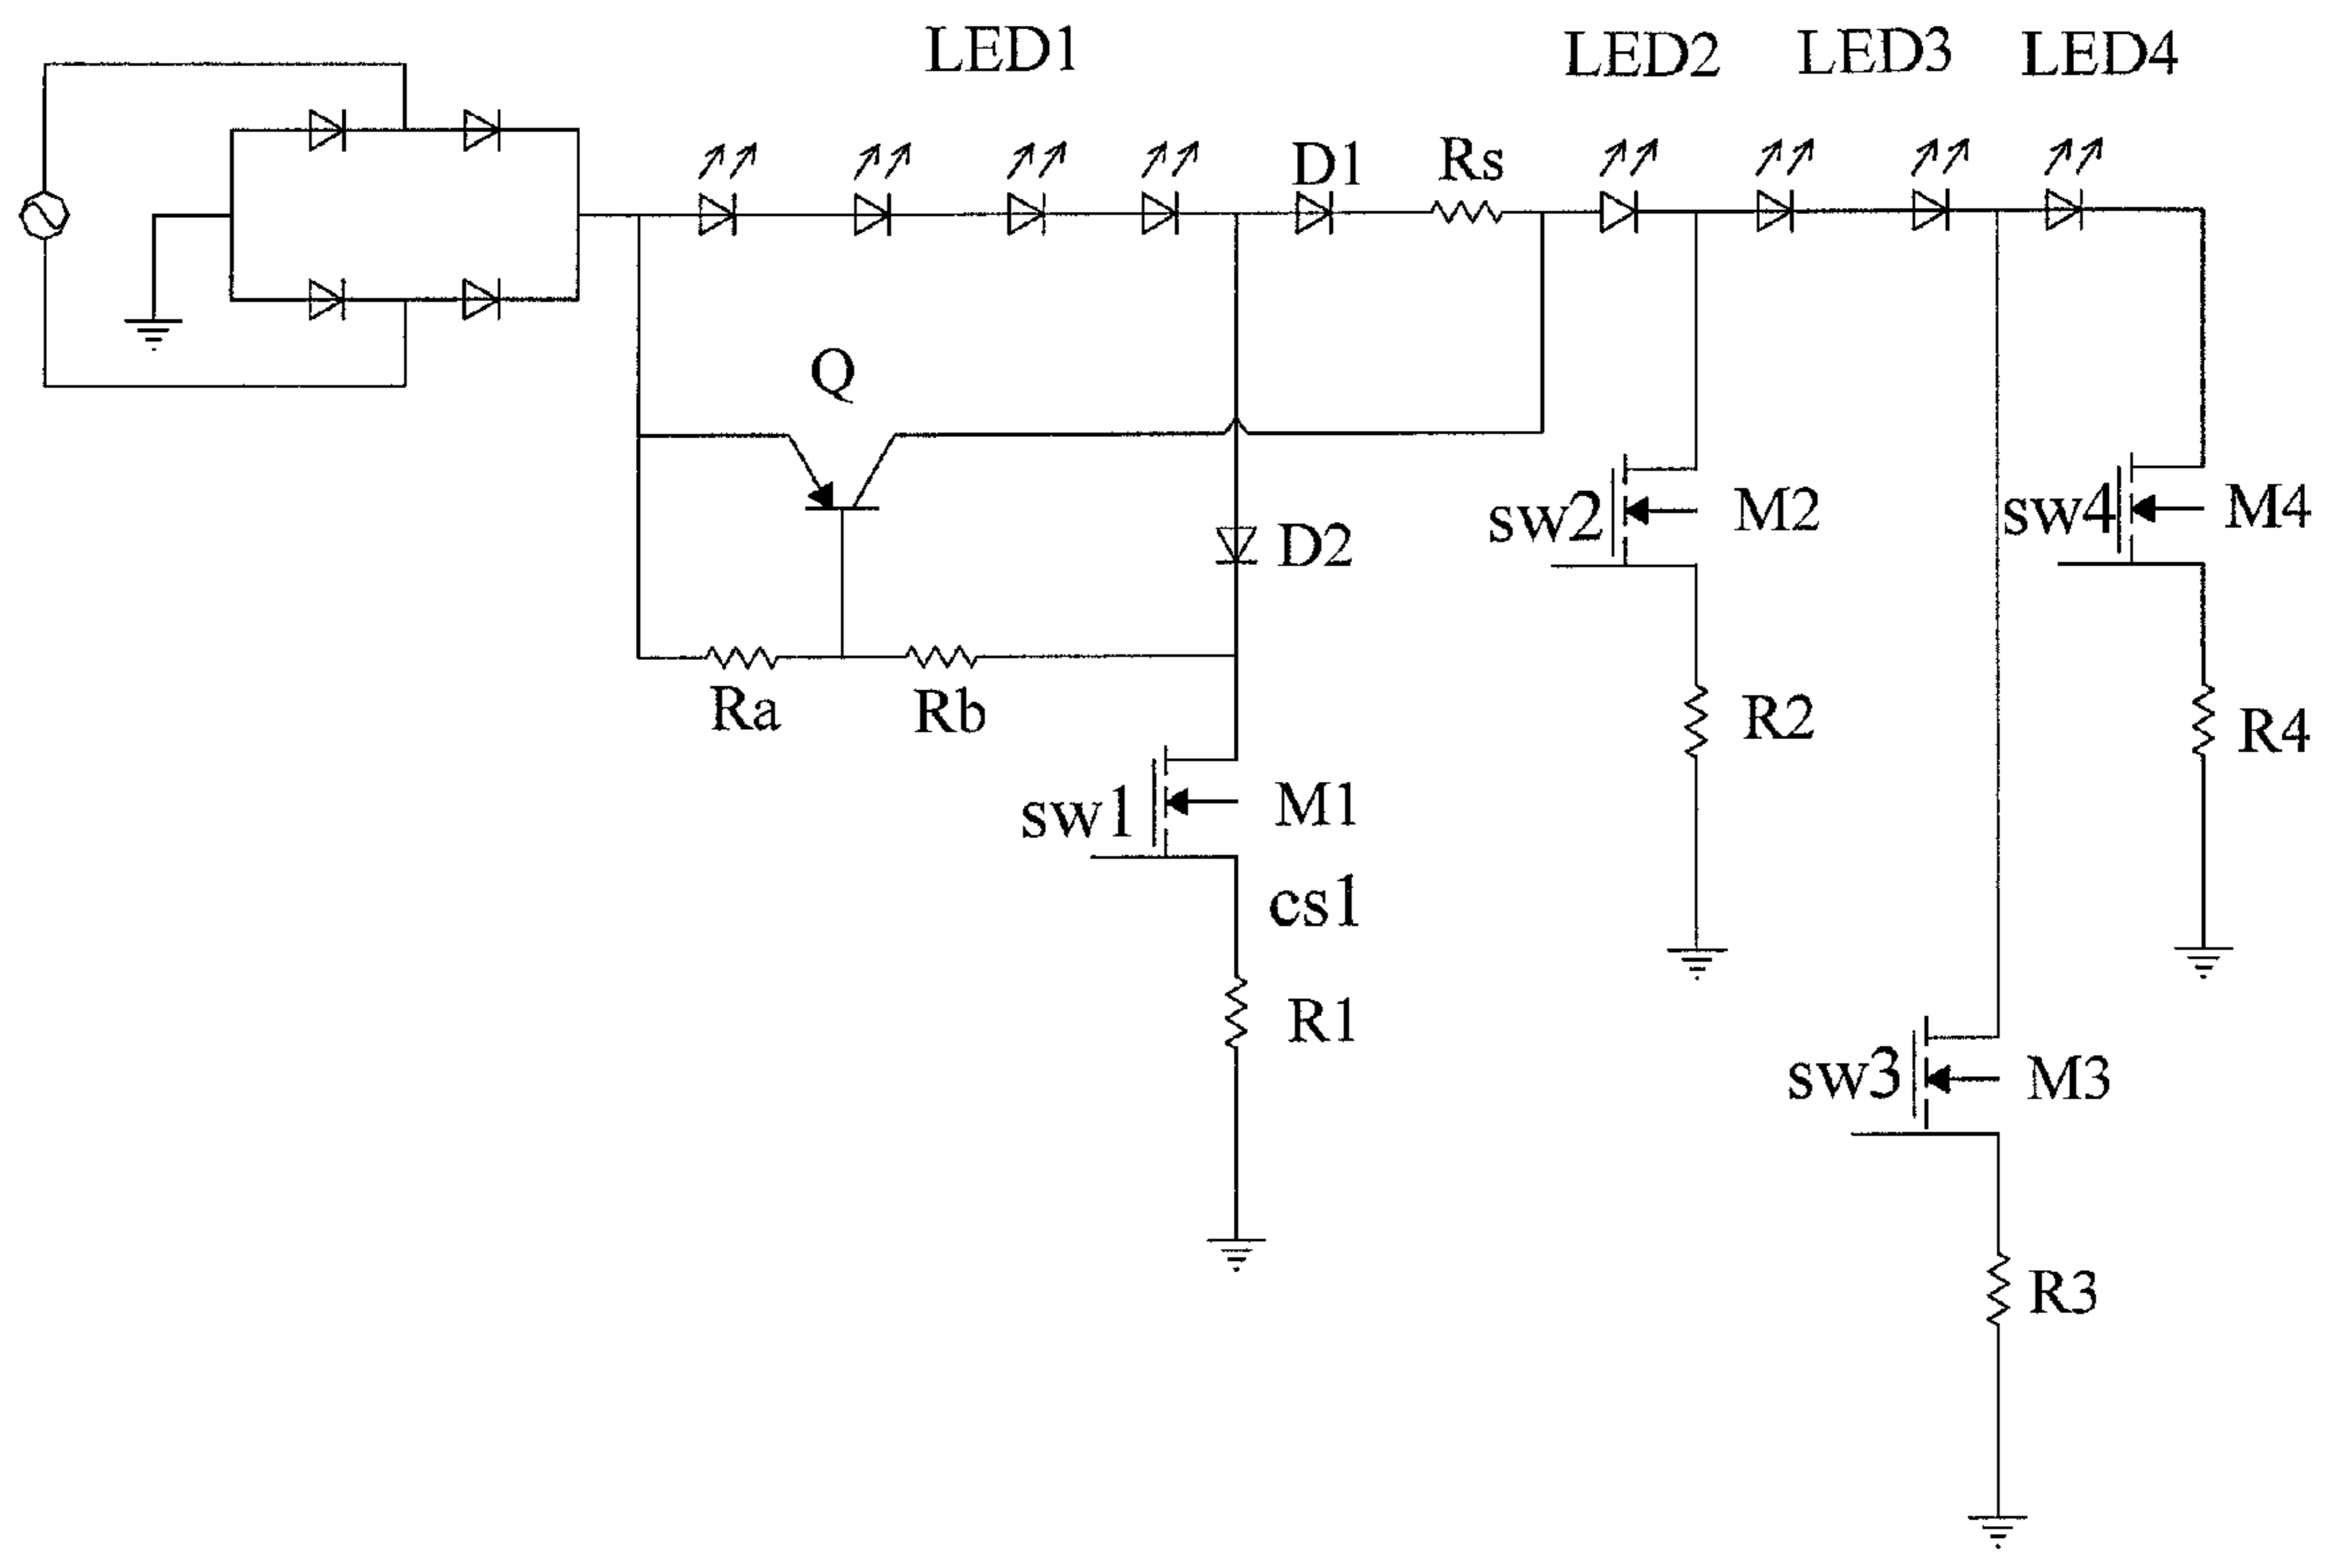 LED1 LED2 LED3 LED4
D1 Rs
Q
sw2 M2 sw4 M4
D2
Ra Rb R2 R4
sw1 M1
cs1
R1
sw3 M3
R3